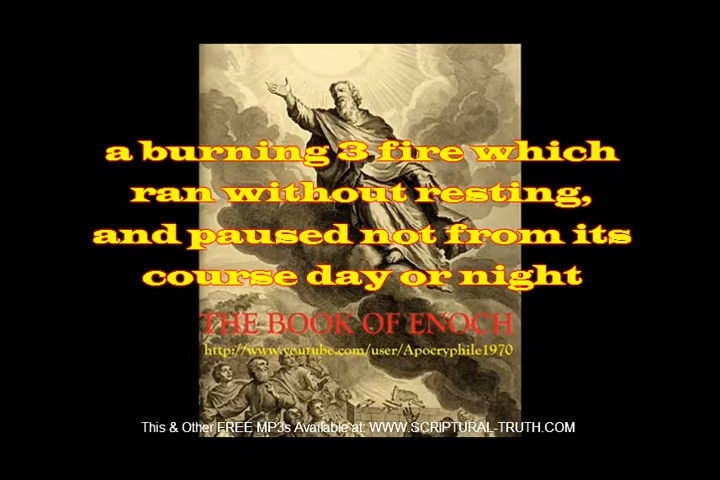 a burning 3 fire which
ran without resting,
and paused not from its
course day or night
THE BOOK OF ENOCH
http://www.youtube.com/user/Apocryphile1970
This & Other FREE MP3s Available at: WWW.SCRIPTURAL-TRUTH.COM